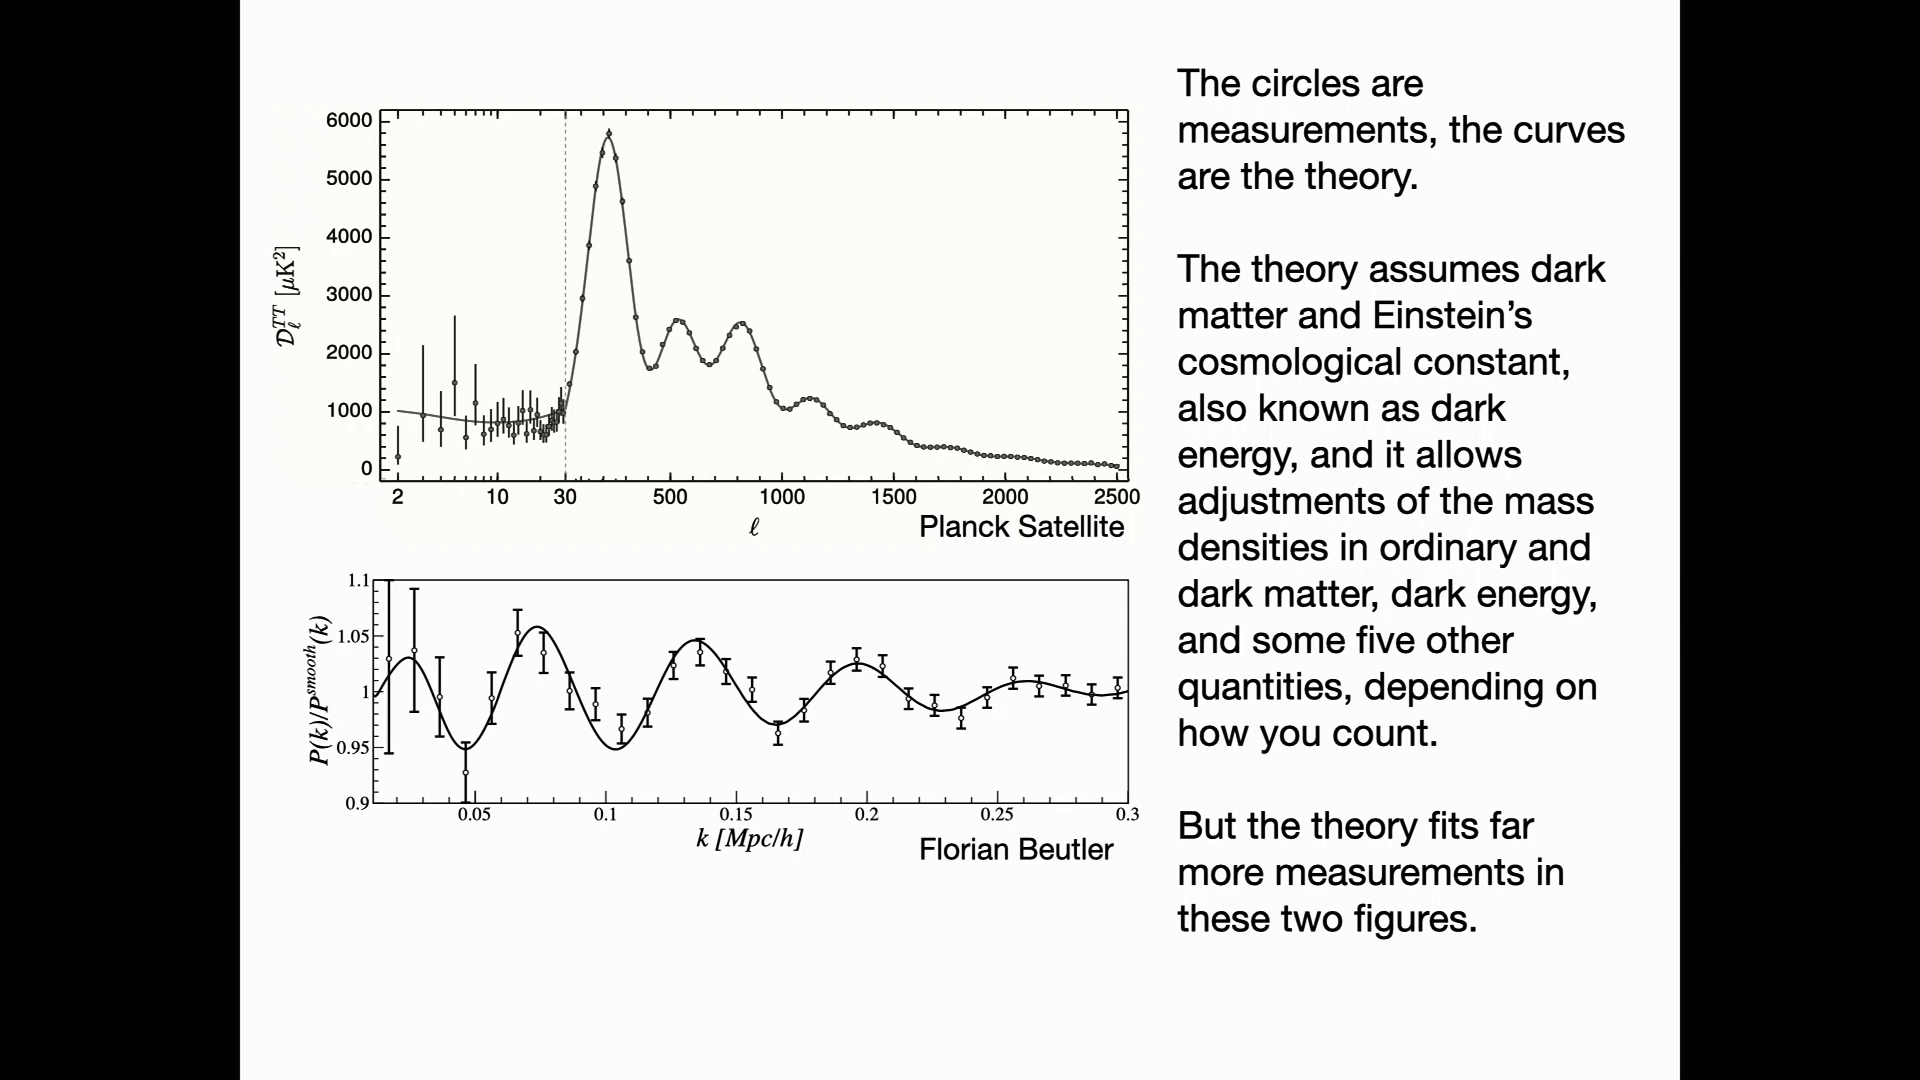 The circles are
measurements, the curves
are the theory.
The theory assumes dark
matter and Einstein’s
cosmological constant,
also known as dark
energy, and it allows
adjustments of the mass
densities in ordinary and
dark matter, dark energy,
and some five other
quantities, depending on
how you count.
But the theory fits far
more measurements in
these two figures.
6000
5000
4000
3000
2000
1000
0
𝒟ℓᵀᵀ [μK²]
2 10 30 500 1000 1500 2000 2500
ℓ
Planck Satellite
1.1
1.05
1
0.95
0.9
P(k)/Pˢᵐᵒᵒᵗʰ(k)
0.05 0.1 0.15 0.2 0.25 0.3
k [Mpc/h]
Florian Beutler